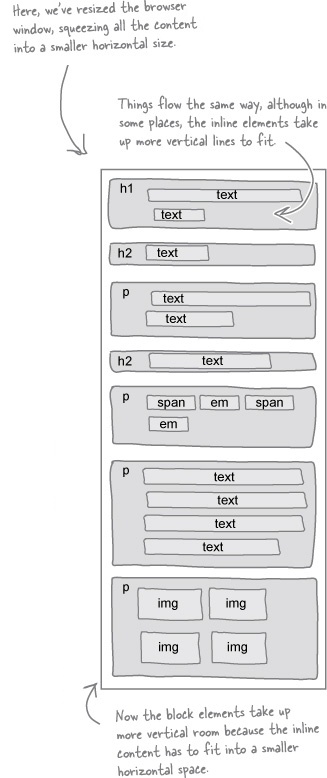 Here, we've resized the browser
window, squeezing all the content
into a smaller horizontal size.
Things flow the same way, although in
some places, the inline elements take
up more vertical lines to fit.
h1
text
text
h2 text
p
text
text
h2 text
p
span em span
em
p
text
text
text
text
p
img img
img img
Now the block elements take up
more vertical room because the inline
content has to fit into a smaller
horizontal space.